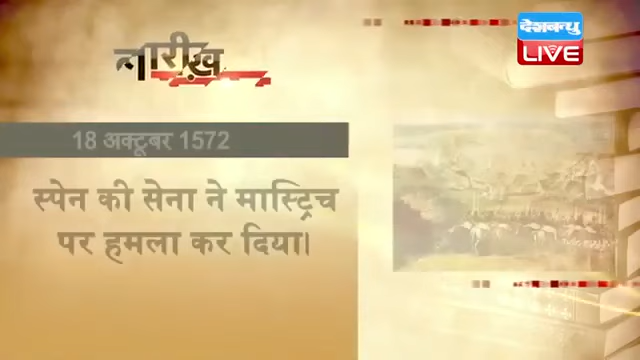 देशबन्धु
LIVE
तारीख़
18 अक्टूबर 1572
स्पेन की सेना ने मास्ट्रिच
पर हमला कर दिया।